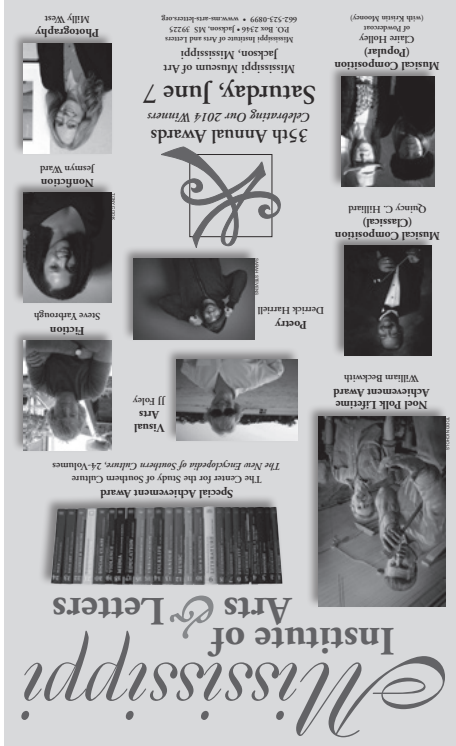 Mississippi
Institute of
Arts & Letters
Special Achievement Award
The Center for the Study of Southern Culture
The New Encyclopedia of Southern Culture, 24-Volumes
Noel Polk Lifetime
Achievement Award
William Beckwith
Visual
Arts
JJ Foley
Fiction
Steve Yarbrough
Poetry
Derrick Harriell
Musical Composition
(Classical)
Quincy C. Hilliard
Nonfiction
Jesmyn Ward
35th Annual Awards
Celebrating Our 2014 Winners
Saturday, June 7
Mississippi Museum of Art
Jackson, Mississippi
Mississippi Institute of Arts and Letters
P.O. Box 2346 • Jackson, MS 39225
662-523-0899 • www.ms-arts-letters.org
Musical Composition
(Popular)
Claire Holley
of Powdercoat
(with Kristin Mooney)
Photography
Milly West